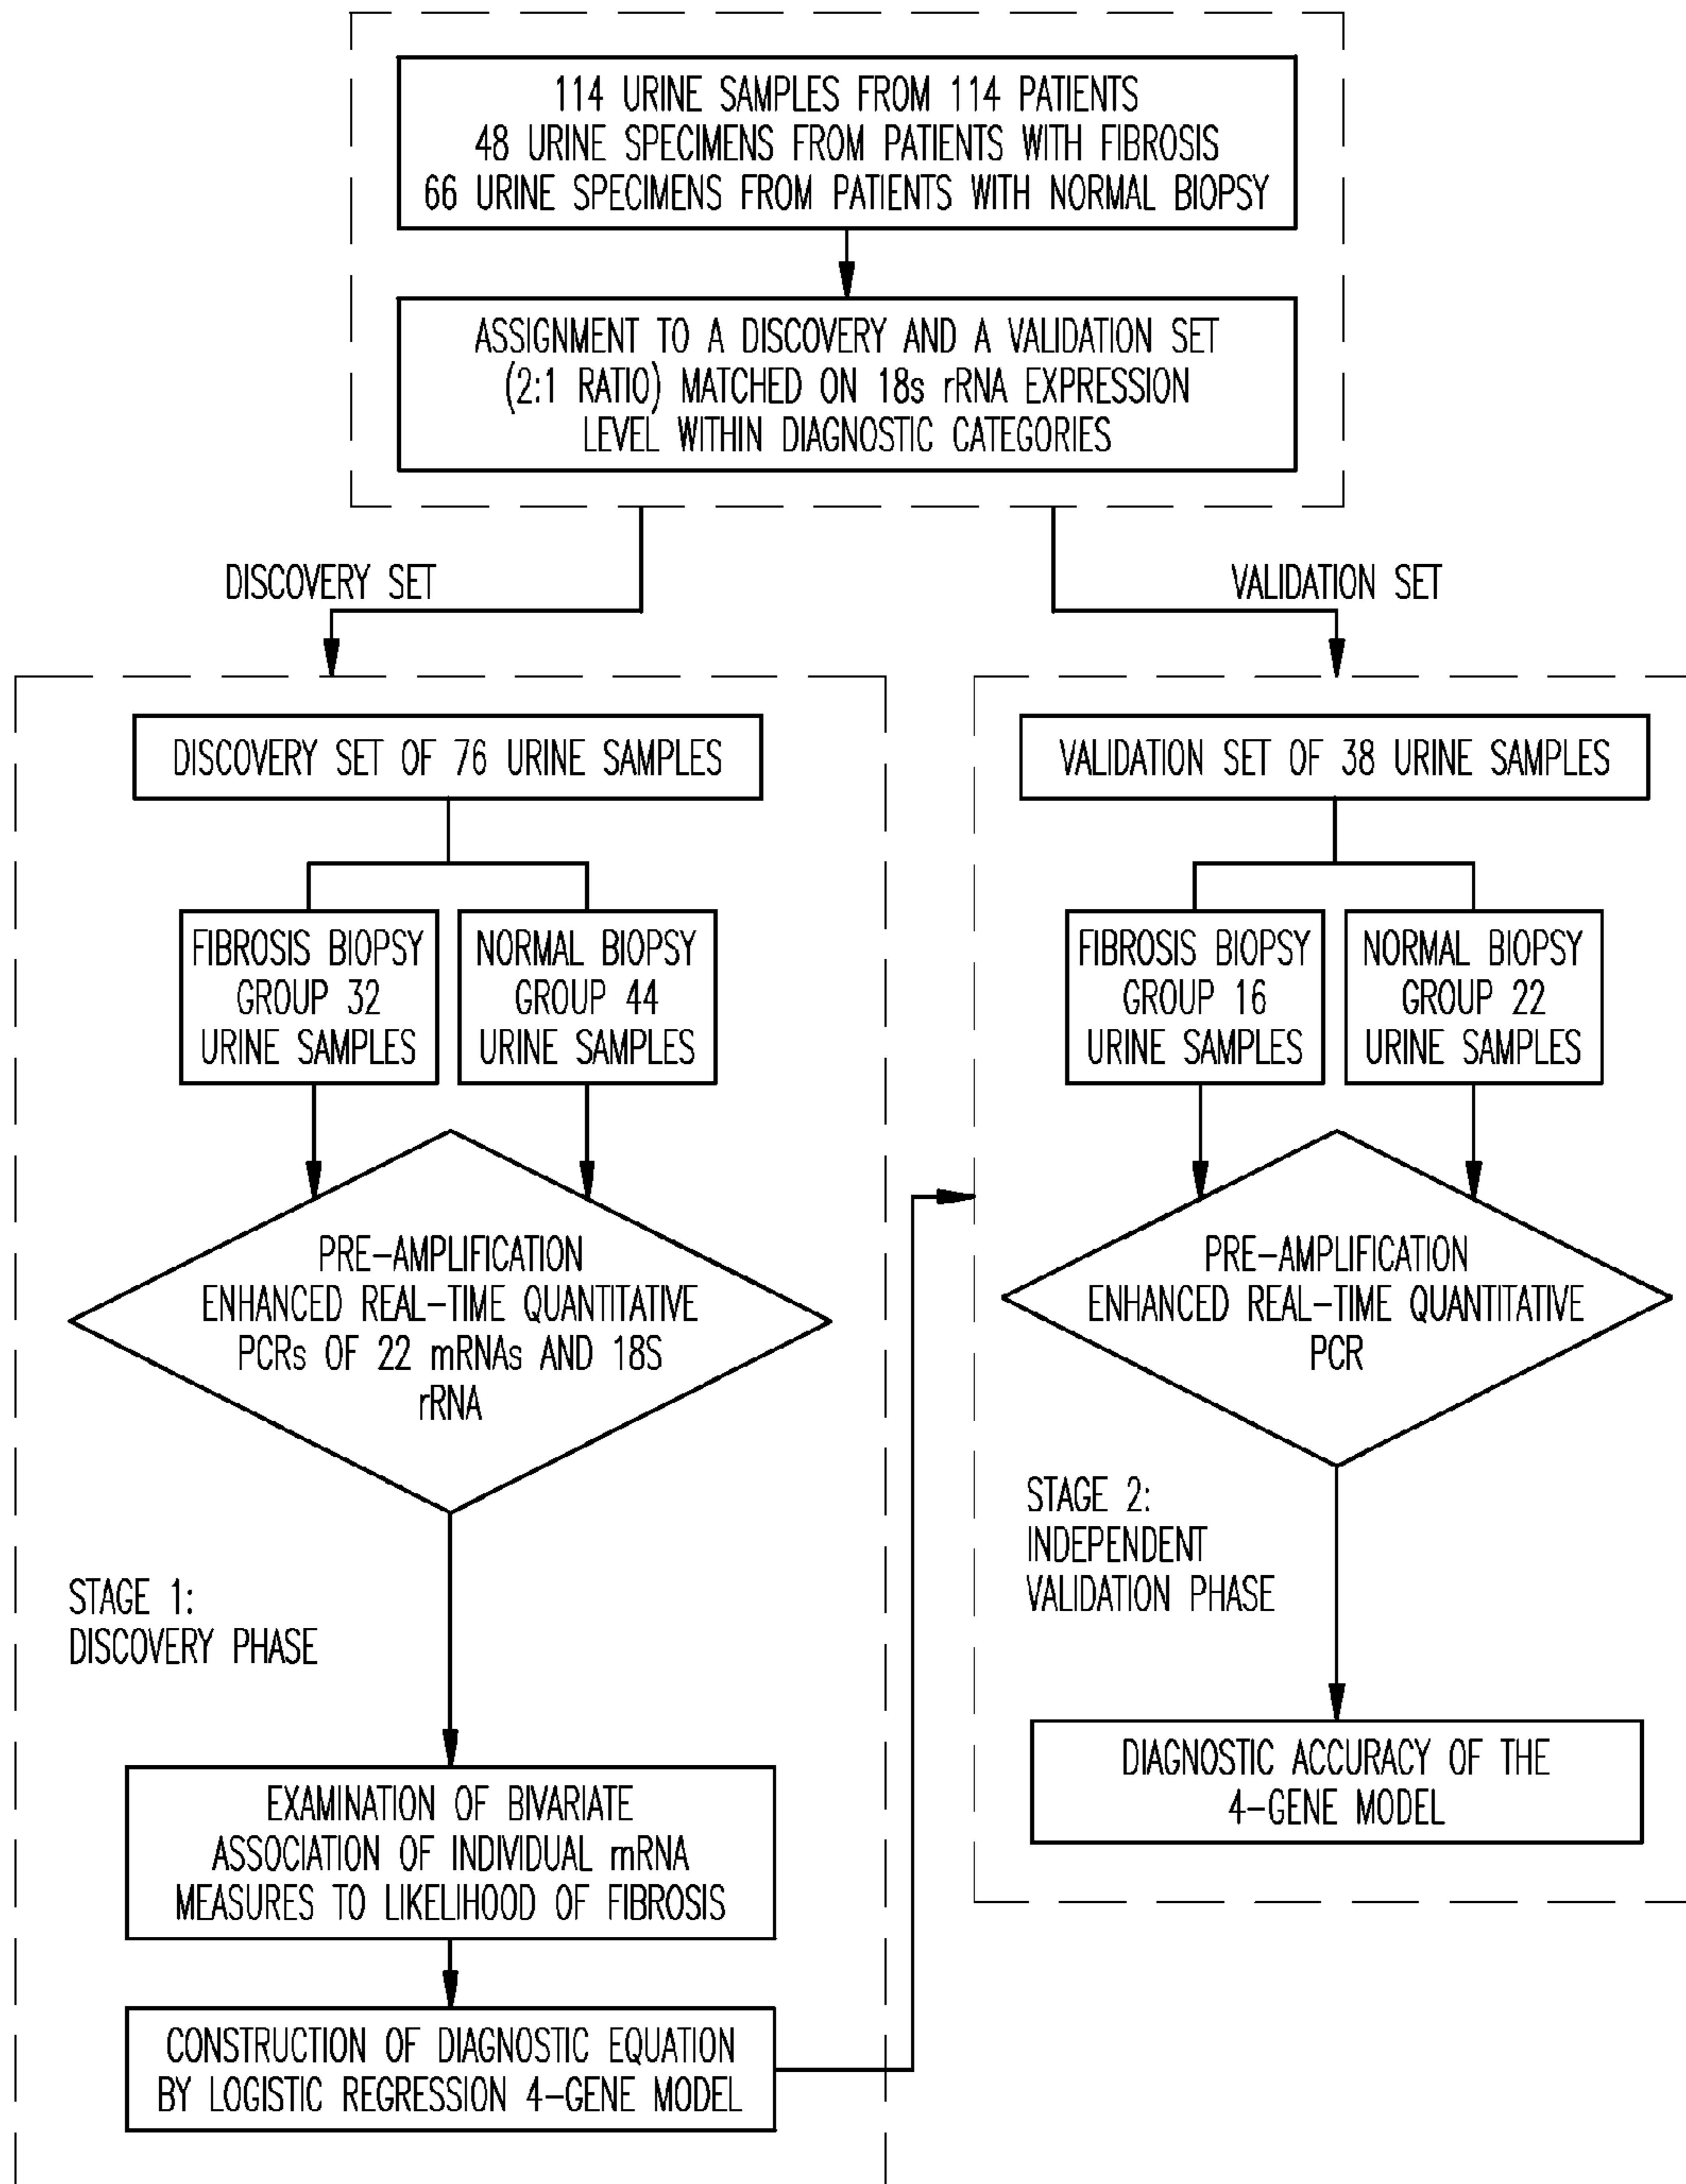 114 URINE SAMPLES FROM 114 PATIENTS
48 URINE SPECIMENS FROM PATIENTS WITH FIBROSIS
66 URINE SPECIMENS FROM PATIENTS WITH NORMAL BIOPSY
ASSIGNMENT TO A DISCOVERY AND A VALIDATION SET
(2:1 RATIO) MATCHED ON 18s rRNA EXPRESSION
LEVEL WITHIN DIAGNOSTIC CATEGORIES
DISCOVERY SET
VALIDATION SET
DISCOVERY SET OF 76 URINE SAMPLES
FIBROSIS BIOPSY
GROUP 32
URINE SAMPLES
NORMAL BIOPSY
GROUP 44
URINE SAMPLES
PRE-AMPLIFICATION
ENHANCED REAL-TIME QUANTITATIVE
PCRs OF 22 mRNAs AND 18S
rRNA
STAGE 1:
DISCOVERY PHASE
EXAMINATION OF BIVARIATE
ASSOCIATION OF INDIVIDUAL mRNA
MEASURES TO LIKELIHOOD OF FIBROSIS
CONSTRUCTION OF DIAGNOSTIC EQUATION
BY LOGISTIC REGRESSION 4-GENE MODEL
VALIDATION SET OF 38 URINE SAMPLES
FIBROSIS BIOPSY
GROUP 16
URINE SAMPLES
NORMAL BIOPSY
GROUP 22
URINE SAMPLES
PRE-AMPLIFICATION
ENHANCED REAL-TIME QUANTITATIVE
PCR
STAGE 2:
INDEPENDENT
VALIDATION PHASE
DIAGNOSTIC ACCURACY OF THE
4-GENE MODEL